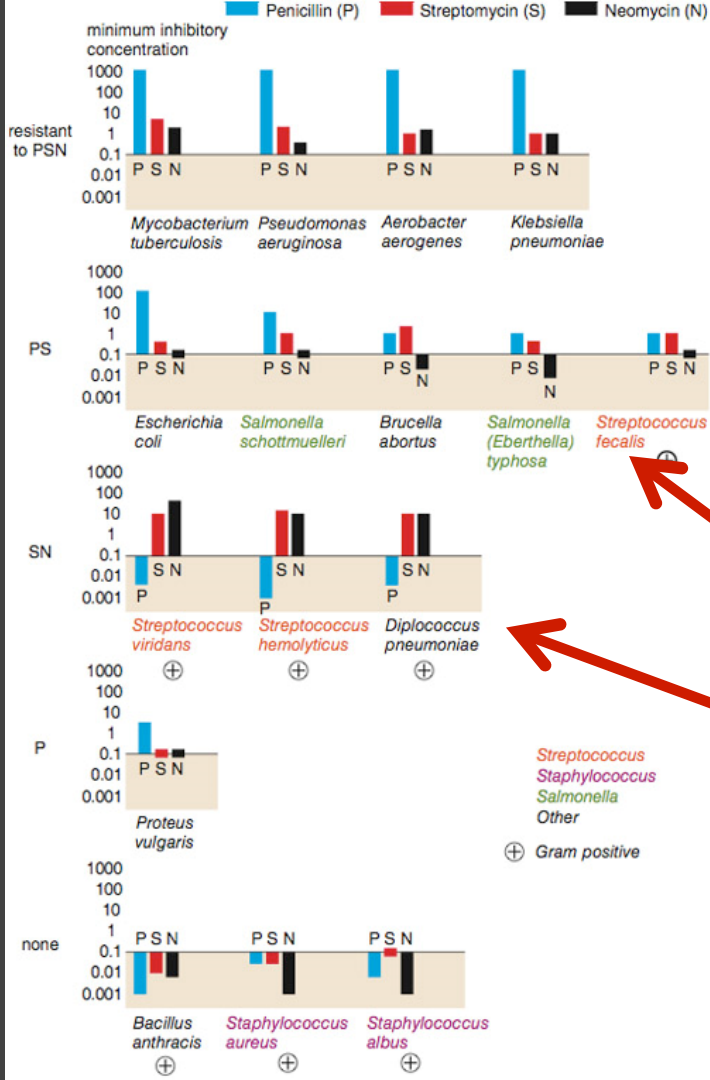 Penicillin (P) Streptomycin (S) Neomycin (N)
minimum inhibitory
concentration
1000
100
10
1
0.1
0.01
0.001
resistant
to PSN
P S N P S N P S N P S N
Mycobacterium Pseudomonas Aerobacter Klebsiella
tuberculosis aeruginosa aerogenes pneumoniae
1000
100
10
1
0.1
0.01
0.001
PS
P S N P S N P S N P S N P S N
Escherichia Salmonella Brucella Salmonella Streptococcus
coli schottmuelleri abortus (Eberthella) fecalis
typhosa
1000
100
10
1
0.1
0.01
0.001
SN
P S N P S N P S N
Streptococcus Streptococcus Diplococcus
viridans hemolyticus pneumoniae
1000
100
10
1
0.1
0.01
0.001
P
P S N
Proteus
vulgaris
Streptococcus
Staphylococcus
Salmonella
Other
Gram positive
1000
100
10
1
0.1
0.01
0.001
none
P S N P S N P S N
Bacillus Staphylococcus Staphylococcus
anthracis aureus albus